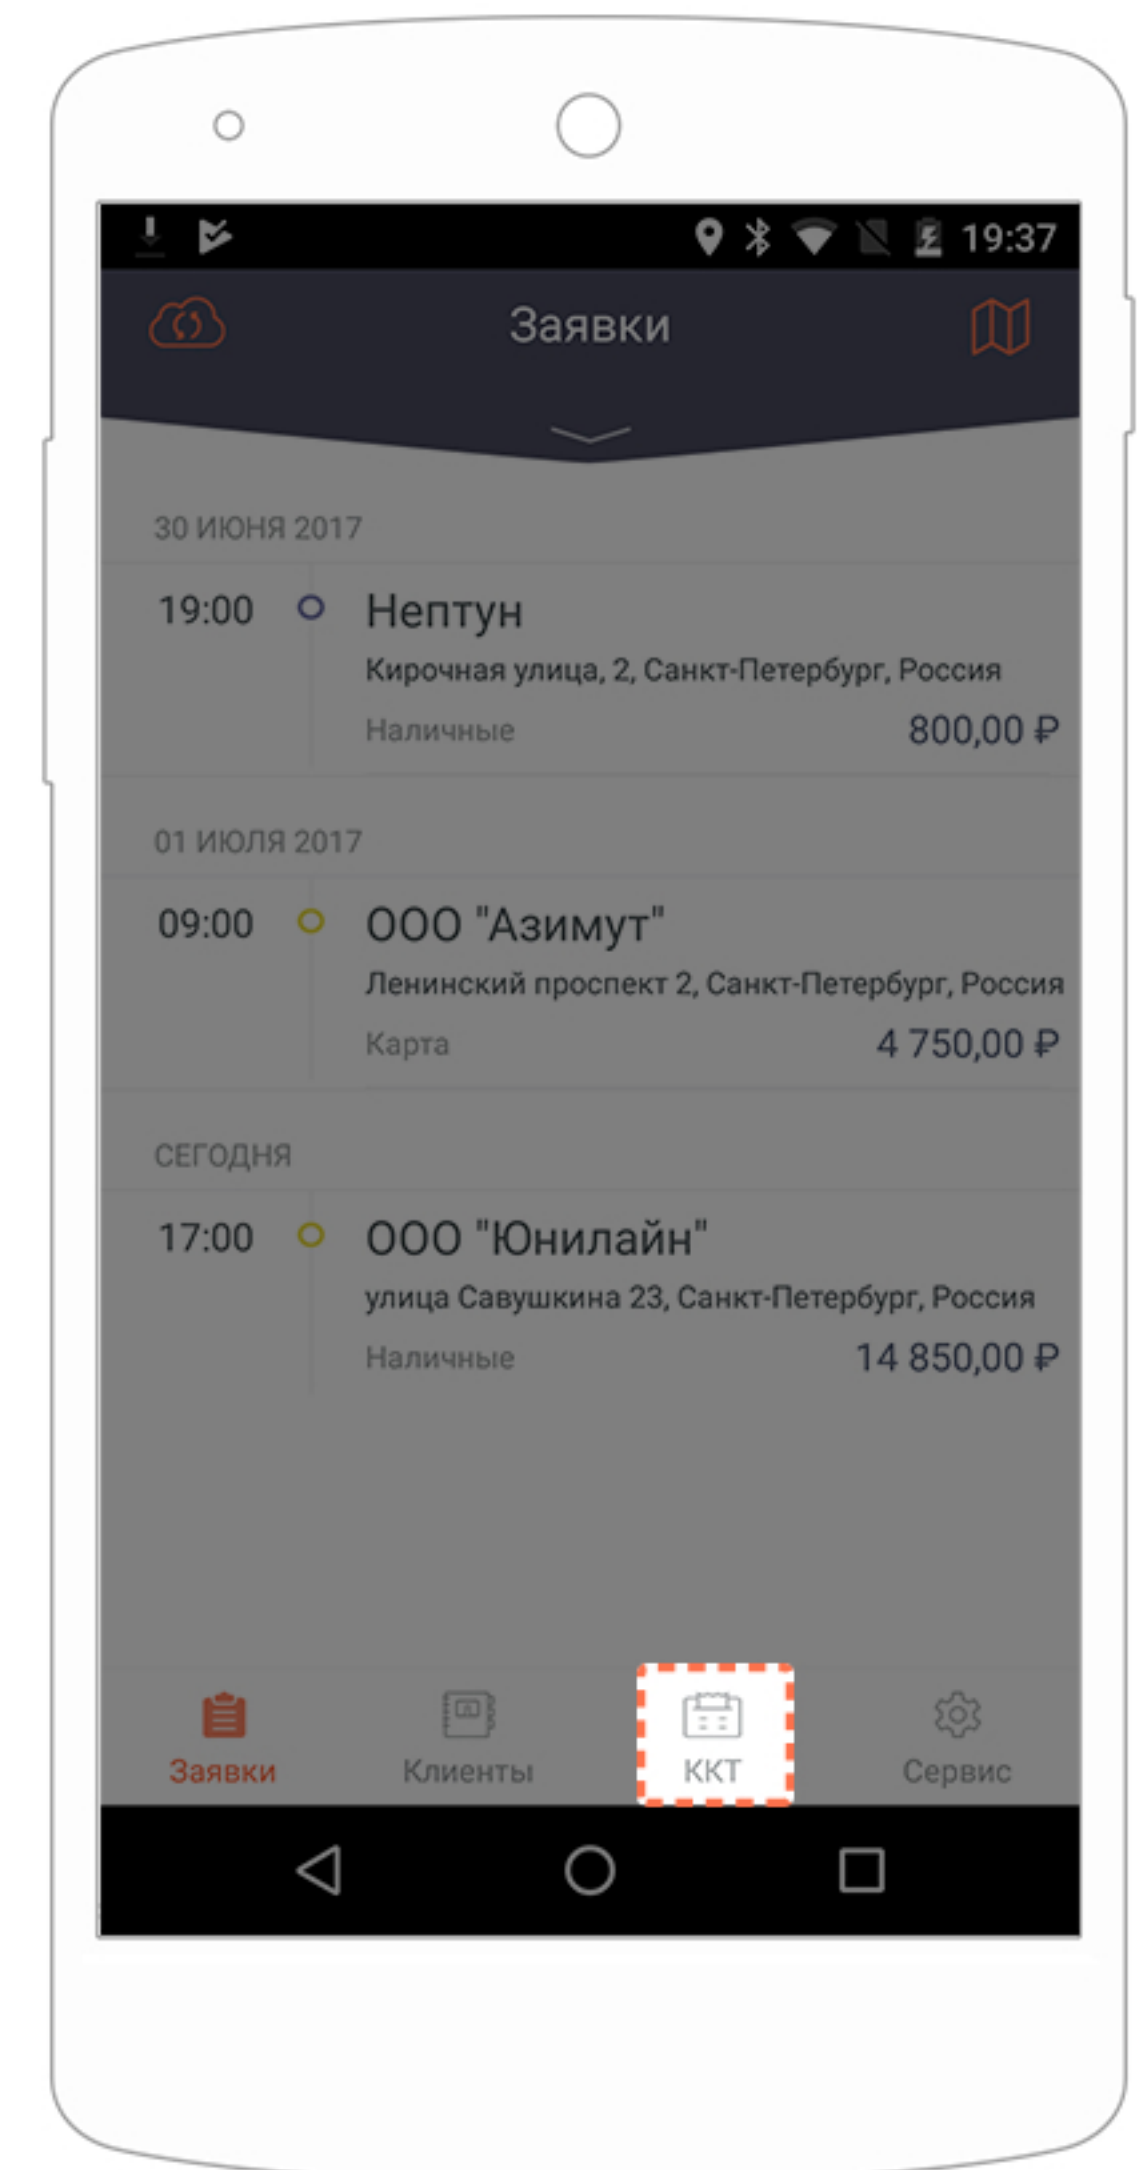 19:37
Заявки
30 ИЮНЯ 2017
19:00 Нептун
Кирочная улица, 2, Санкт-Петербург, Россия
Наличные 800,00 ₽
01 ИЮЛЯ 2017
09:00 ООО "Азимут"
Ленинский проспект 2, Санкт-Петербург, Россия
Карта 4 750,00 ₽
СЕГОДНЯ
17:00 ООО "Юнилайн"
улица Савушкина 23, Санкт-Петербург, Россия
Наличные 14 850,00 ₽
Заявки Клиенты ККТ Сервис